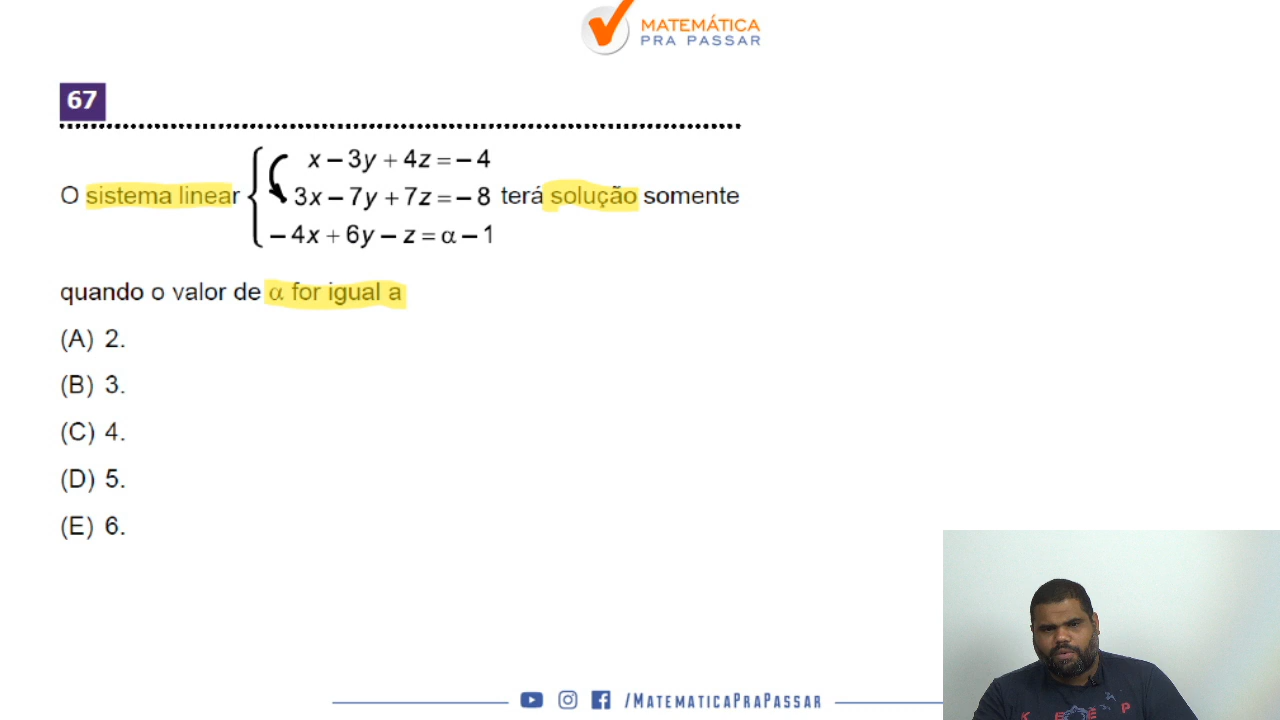 MATEMÁTICA
PRA PASSAR
67
x − 3y + 4z = − 4
O sistema linear 3x − 7y + 7z = − 8 terá solução somente
− 4x + 6y − z = α − 1
quando o valor de α for igual a
(A) 2.
(B) 3.
(C) 4.
(D) 5.
(E) 6.
/MATEMATICAPRAPASSAR
K E E P